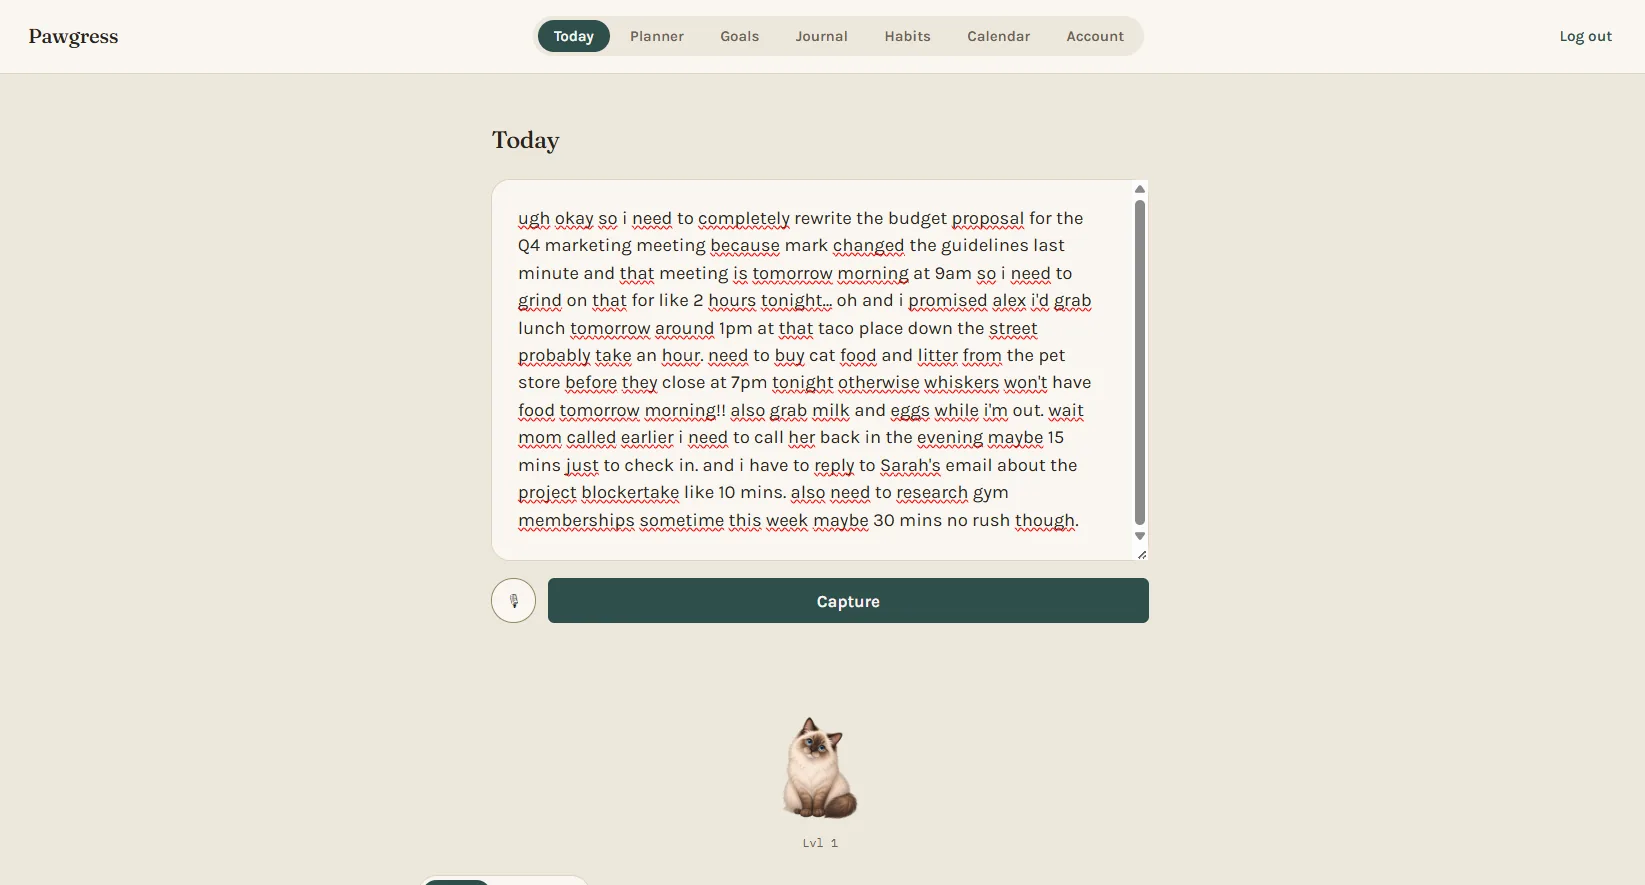 Pawgress
Today Planner Goals Journal Habits Calendar Account
Log out
Today
ugh okay so i need to completely rewrite the budget proposal for the
Q4 marketing meeting because mark changed the guidelines last
minute and that meeting is tomorrow morning at 9am so i need to
grind on that for like 2 hours tonight... oh and i promised alex i'd grab
lunch tomorrow around 1pm at that taco place down the street
probably take an hour. need to buy cat food and litter from the pet
store before they close at 7pm tonight otherwise whiskers won't have
food tomorrow morning!! also grab milk and eggs while i'm out. wait
mom called earlier i need to call her back in the evening maybe 15
mins just to check in. and i have to reply to Sarah's email about the
project blockertake like 10 mins. also need to research gym
memberships sometime this week maybe 30 mins no rush though.
Capture
Lvl 1